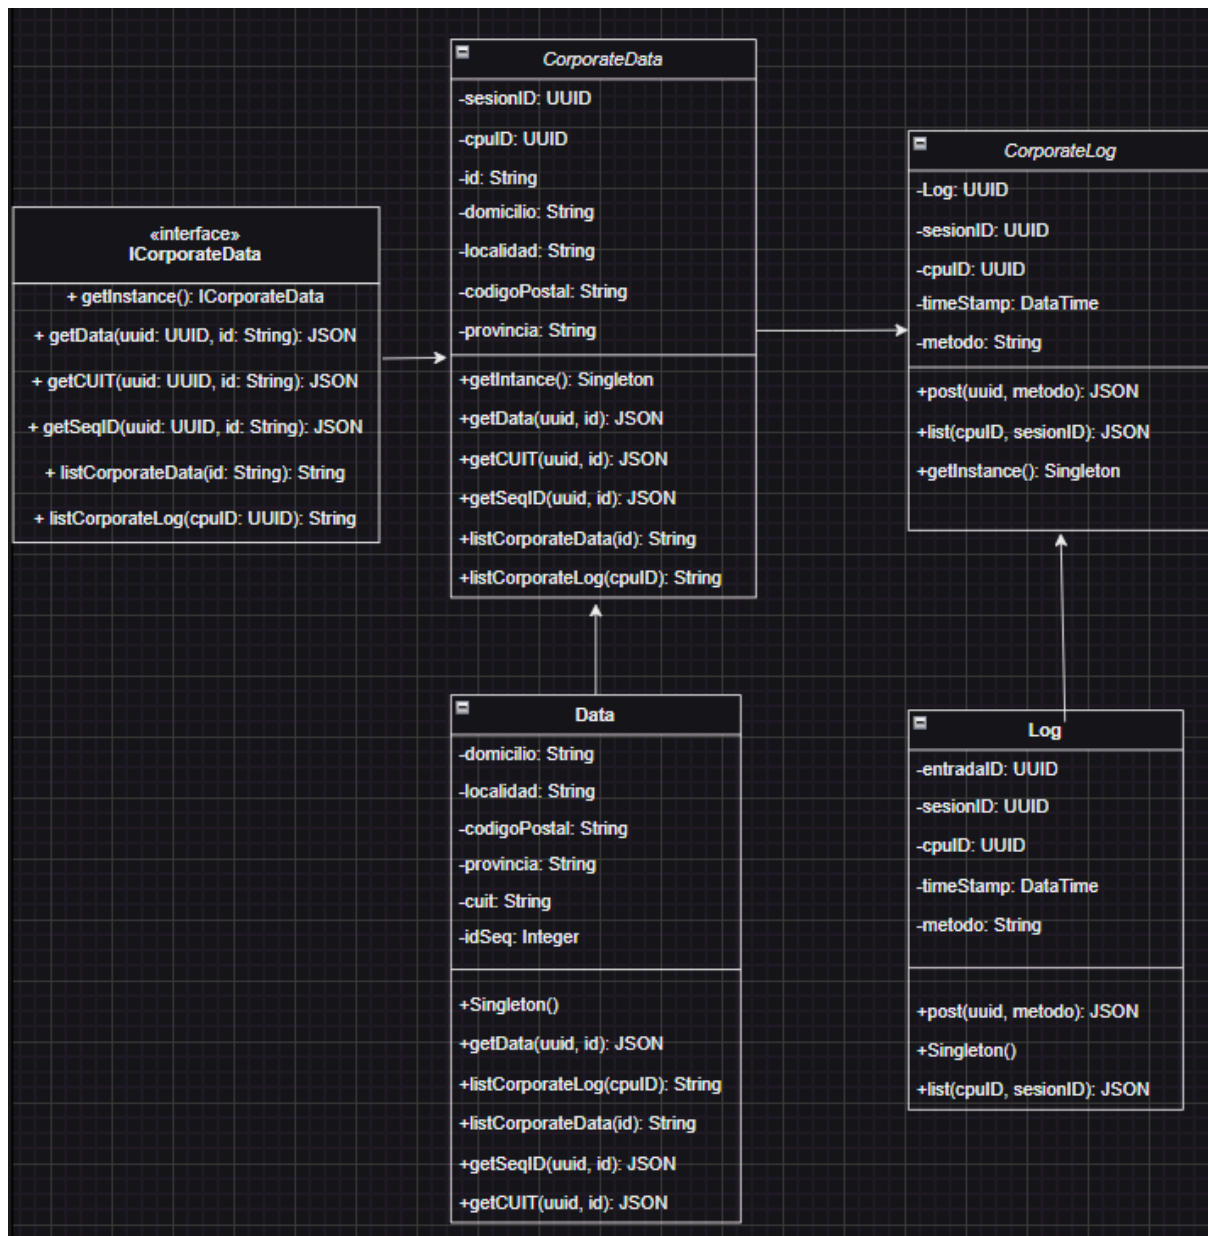 «interface»
ICorporateData
+ getInstance(): ICorporateData
+ getData(uuid: UUID, id: String): JSON
+ getCUIT(uuid: UUID, id: String): JSON
+ getSeqID(uuid: UUID, id: String): JSON
+ listCorporateData(id: String): String
+ listCorporateLog(cpuID: UUID): String
CorporateData
-sesionID: UUID
-cpuID: UUID
-id: String
-domicilio: String
-localidad: String
-codigoPostal: String
-provincia: String
+getIntance(): Singleton
+getData(uuid, id): JSON
+getCUIT(uuid, id): JSON
+getSeqID(uuid, id): JSON
+listCorporateData(id): String
+listCorporateLog(cpuID): String
CorporateLog
-Log: UUID
-sesionID: UUID
-cpuID: UUID
-timeStamp: DataTime
-metodo: String
+post(uuid, metodo): JSON
+list(cpuID, sesionID): JSON
+getInstance(): Singleton
Data
-domicilio: String
-localidad: String
-codigoPostal: String
-provincia: String
-cuit: String
-idSeq: Integer
+Singleton()
+getData(uuid, id): JSON
+listCorporateLog(cpuID): String
+listCorporateData(id): String
+getSeqID(uuid, id): JSON
+getCUIT(uuid, id): JSON
Log
-entradaID: UUID
-sesionID: UUID
-cpuID: UUID
-timeStamp: DataTime
-metodo: String
+post(uuid, metodo): JSON
+Singleton()
+list(cpuID, sesionID): JSON